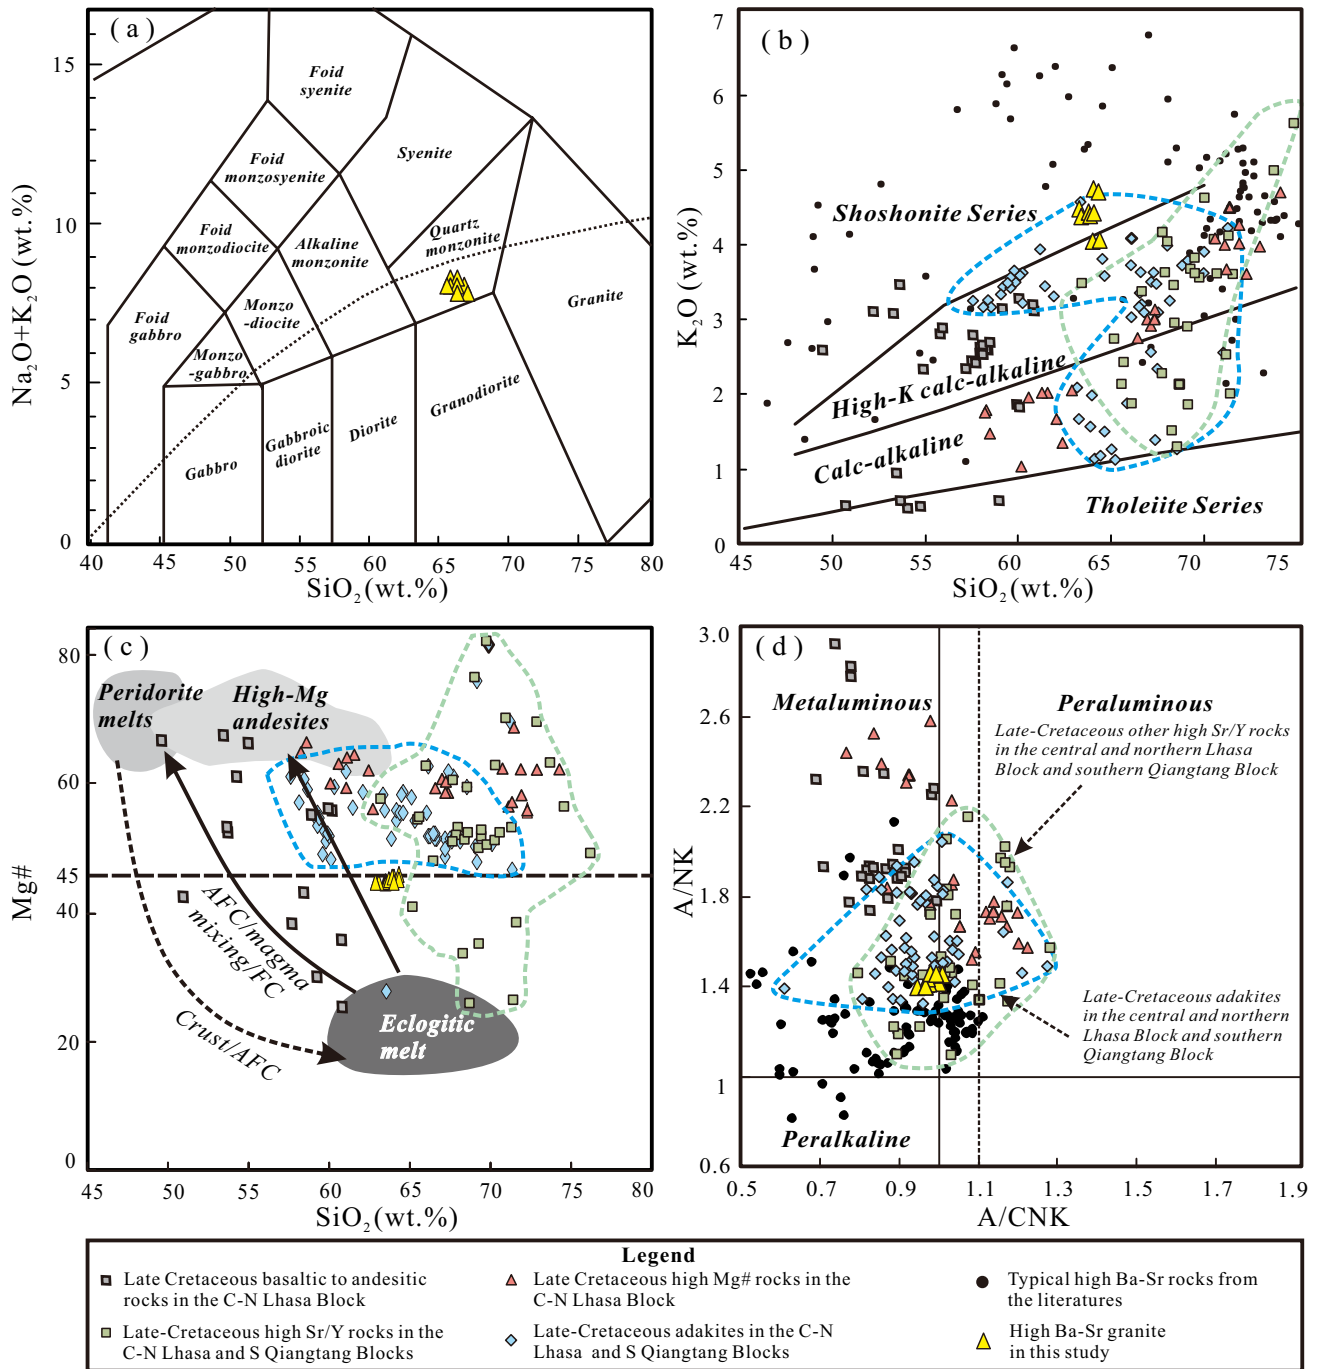 ( a )
Na₂O+K₂O (wt.%)
15
10
5
0
40
45
50
55
60
65
70
75
80
SiO₂(wt.%)
Foid
syenite
Foid
monzosyenite
Syenite
Foid
monzodiocite
Alkaline
monzonite
Quartz
monzonite
Foid
gabbro
Monzo
-diocite
Monzo
-gabbro
Granite
Gabbro
Gabbroic
diorite
Diorite
Granodiorite
( b )
K₂O (wt.%)
7
6
5
4
3
2
1
0
45
50
55
60
65
70
75
SiO₂(wt.%)
Shoshonite Series
High-K calc-alkaline
Calc-alkaline
Tholeiite Series
( c )
Mg#
80
60
45
40
20
0
45
50
55
60
65
70
75
80
SiO₂(wt.%)
Peridorite
melts
High-Mg
andesites
AFC/magma
mixing/FC
Crust/AFC
Eclogitic
melt
( d )
A/NK
3.0
2.6
2.2
1.8
1.4
1
0.6
0.5
0.7
0.9
1.1
1.3
1.5
1.7
1.9
A/CNK
Metaluminous
Peraluminous
Late-Cretaceous other high Sr/Y rocks
in the central and northern Lhasa
Block and southern Qiangtang Block
Late-Cretaceous adakites
in the central and northern
Lhasa Block and southern
Qiangtang Block
Peralkaline
Legend
Late Cretaceous basaltic to andesitic
rocks in the C-N Lhasa Block
Late Cretaceous high Mg# rocks in the
C-N Lhasa Block
Typical high Ba-Sr rocks from
the literatures
Late-Cretaceous high Sr/Y rocks in the
C-N Lhasa and S Qiangtang Blocks
Late-Cretaceous adakites in the C-N
Lhasa and S Qiangtang Blocks
High Ba-Sr granite
in this study